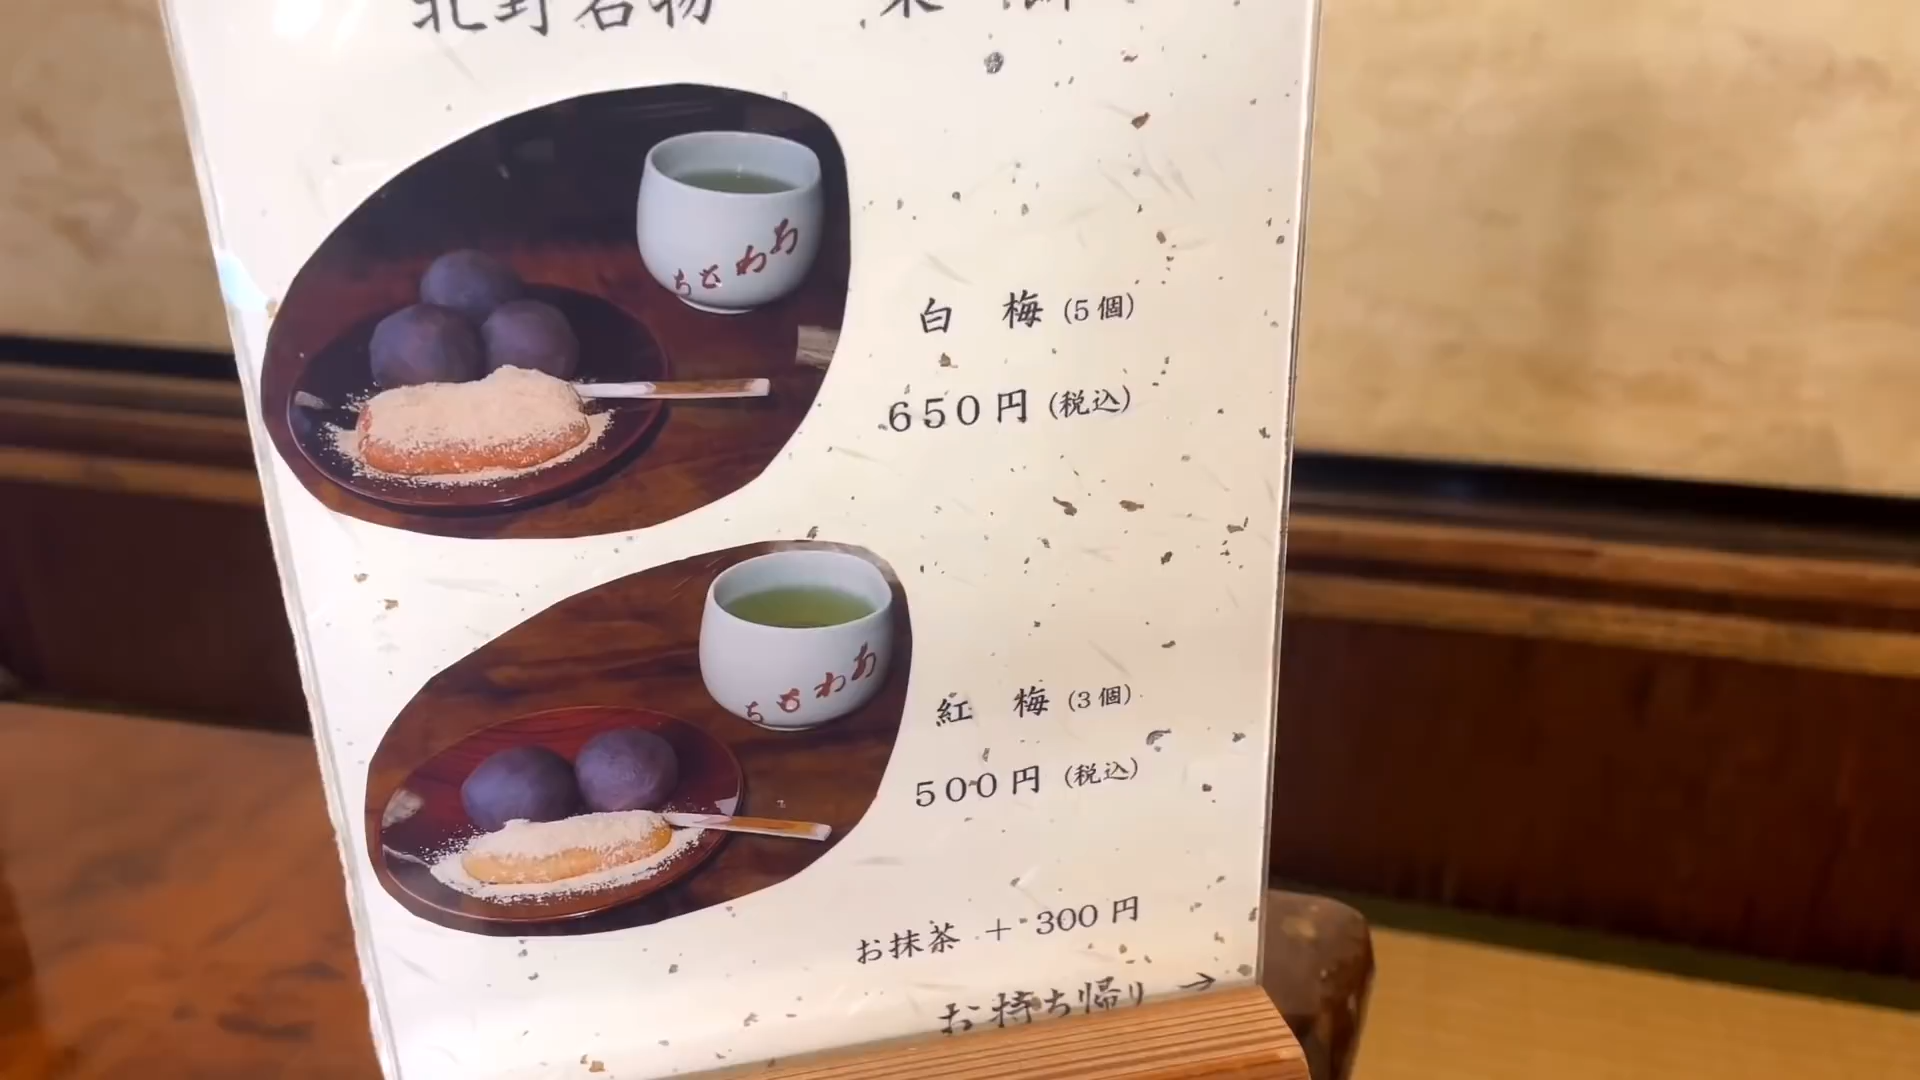 北野名物
あわもち
白 梅 (5個)
650円 (税込)
あわもち
紅 梅 (3個)
500円 (税込)
お抹茶 + 300円
お持ち帰り →